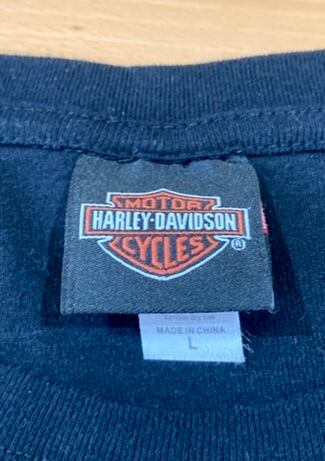 MOTOR
HARLEY-DAVIDSON
CYCLES
®
MADE IN CHINA
L